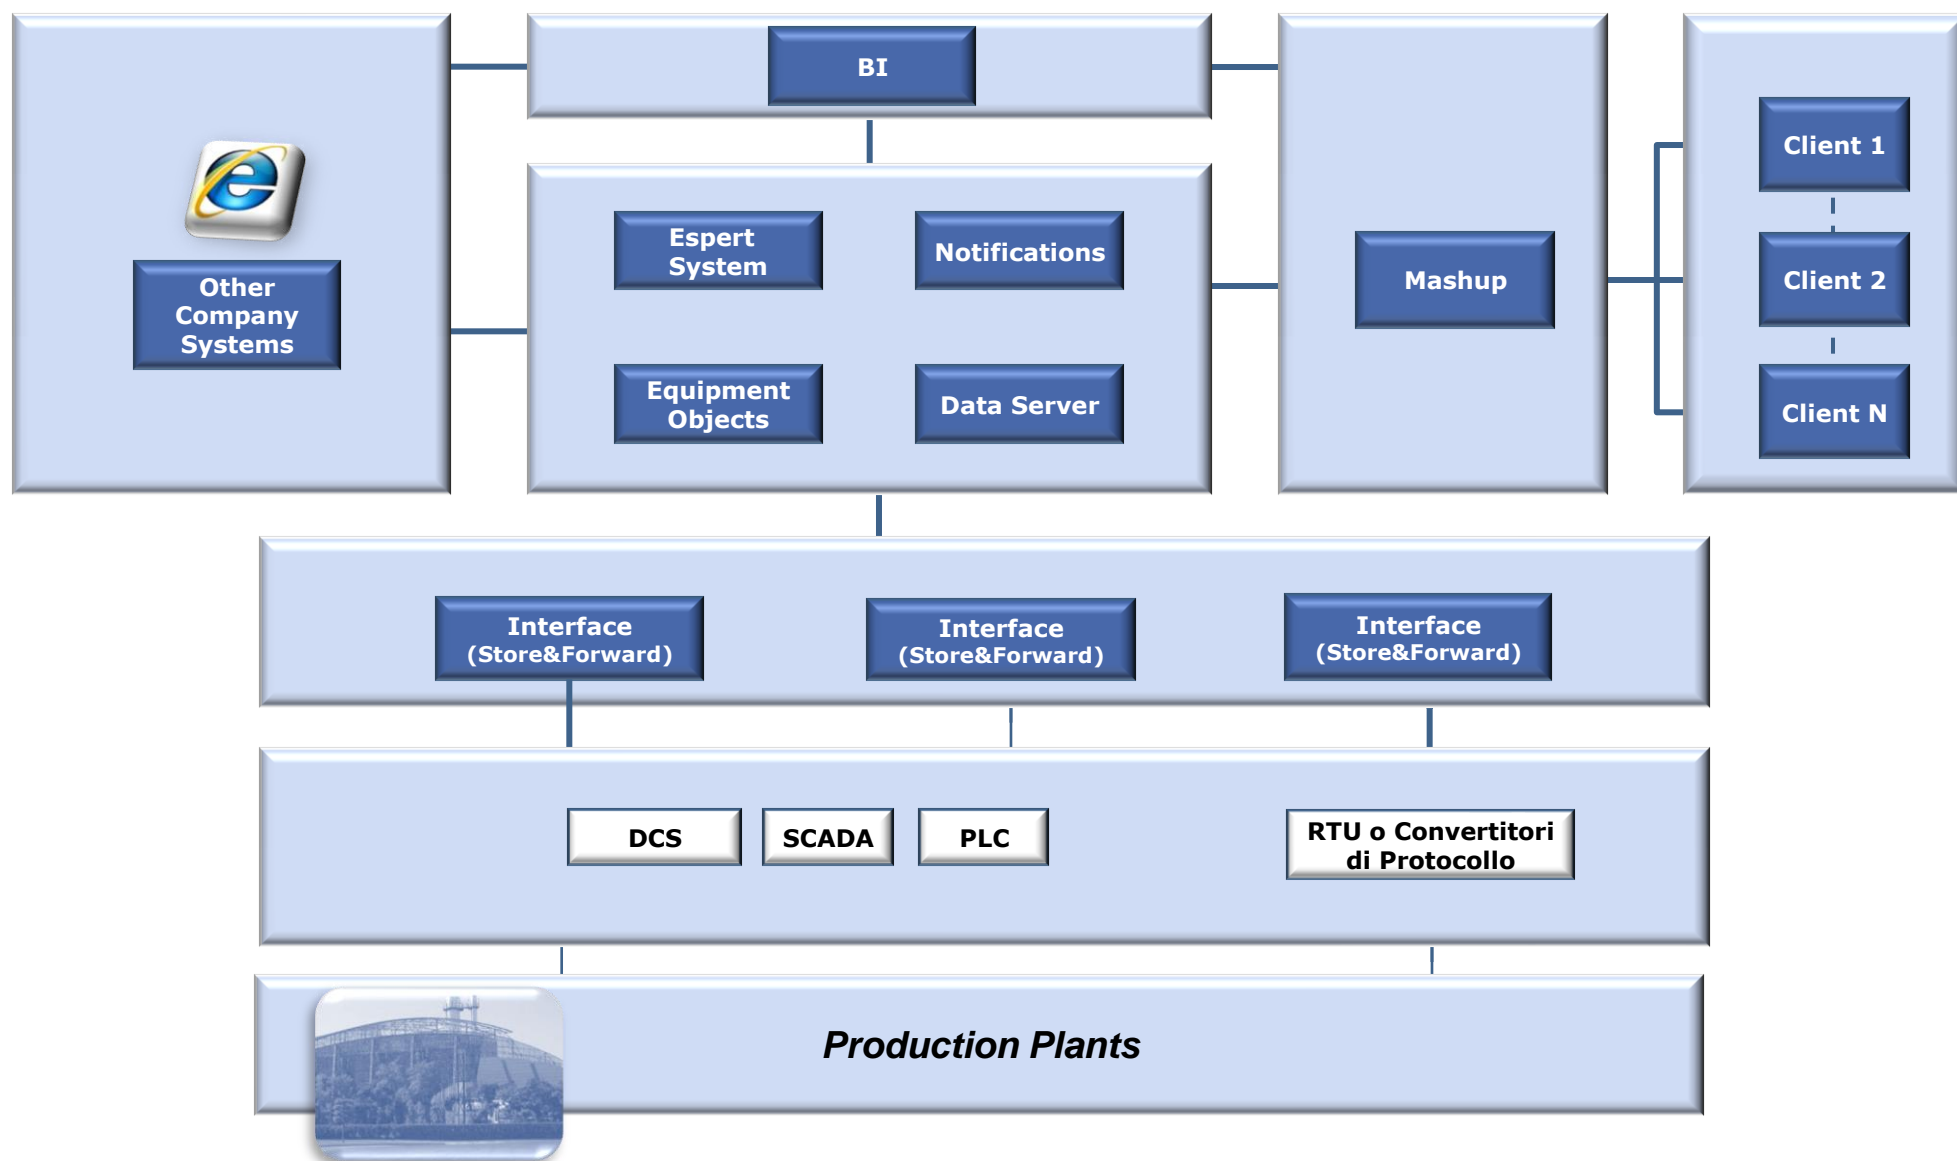 BI
Other
Company
Systems
Espert
System
Notifications
Equipment
Objects
Data Server
Mashup
Client 1
Client 2
Client N
Interface
(Store&Forward)
Interface
(Store&Forward)
Interface
(Store&Forward)
DCS
SCADA
PLC
RTU o Convertitori
di Protocollo
Production Plants